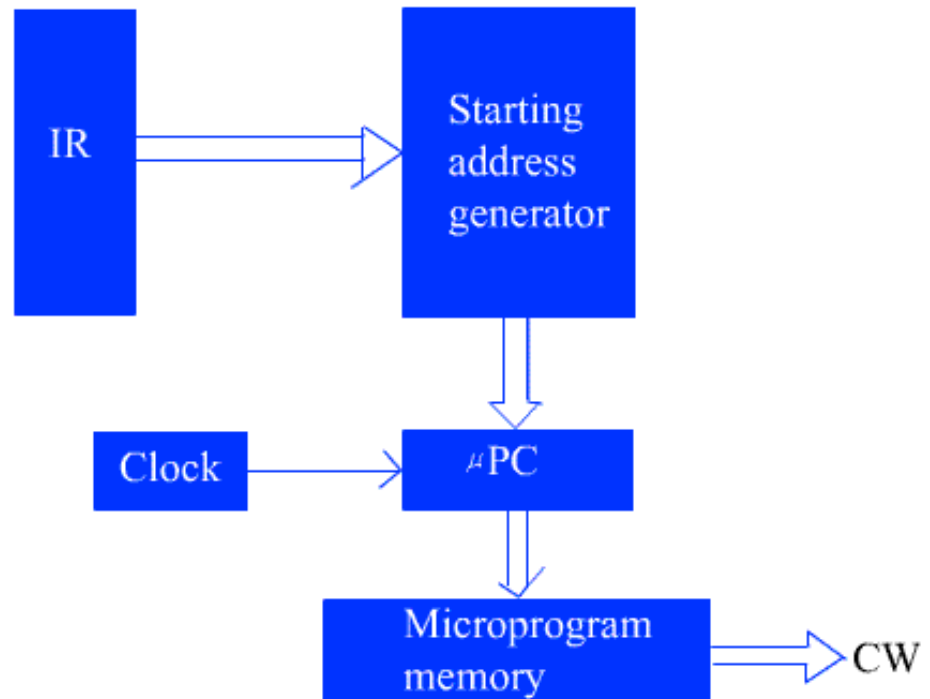 IR
Starting
address
generator
Clock
μPC
Microprogram
memory
CW